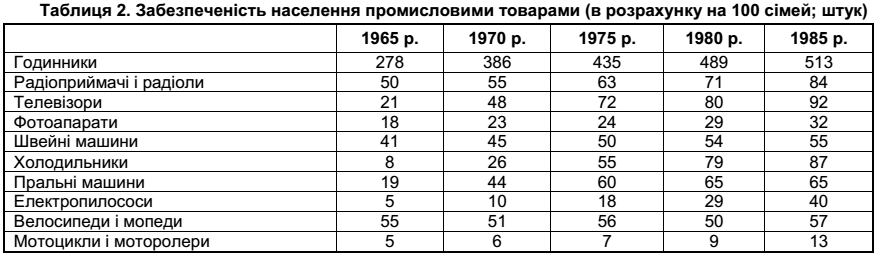 Таблиця 2. Забезпеченість населення промисловими товарами (в розрахунку на 100 сімей; штук)
1965 р. 1970 р. 1975 р. 1980 р. 1985 р.
Годинники 278 386 435 489 513
Радіоприймачі і радіоли 50 55 63 71 84
Телевізори 21 48 72 80 92
Фотоапарати 18 23 24 29 32
Швейні машини 41 45 50 54 55
Холодильники 8 26 55 79 87
Пральні машини 19 44 60 65 65
Електропилососи 5 10 18 29 40
Велосипеди і мопеди 55 51 56 50 57
Мотоцикли і моторолери 5 6 7 9 13